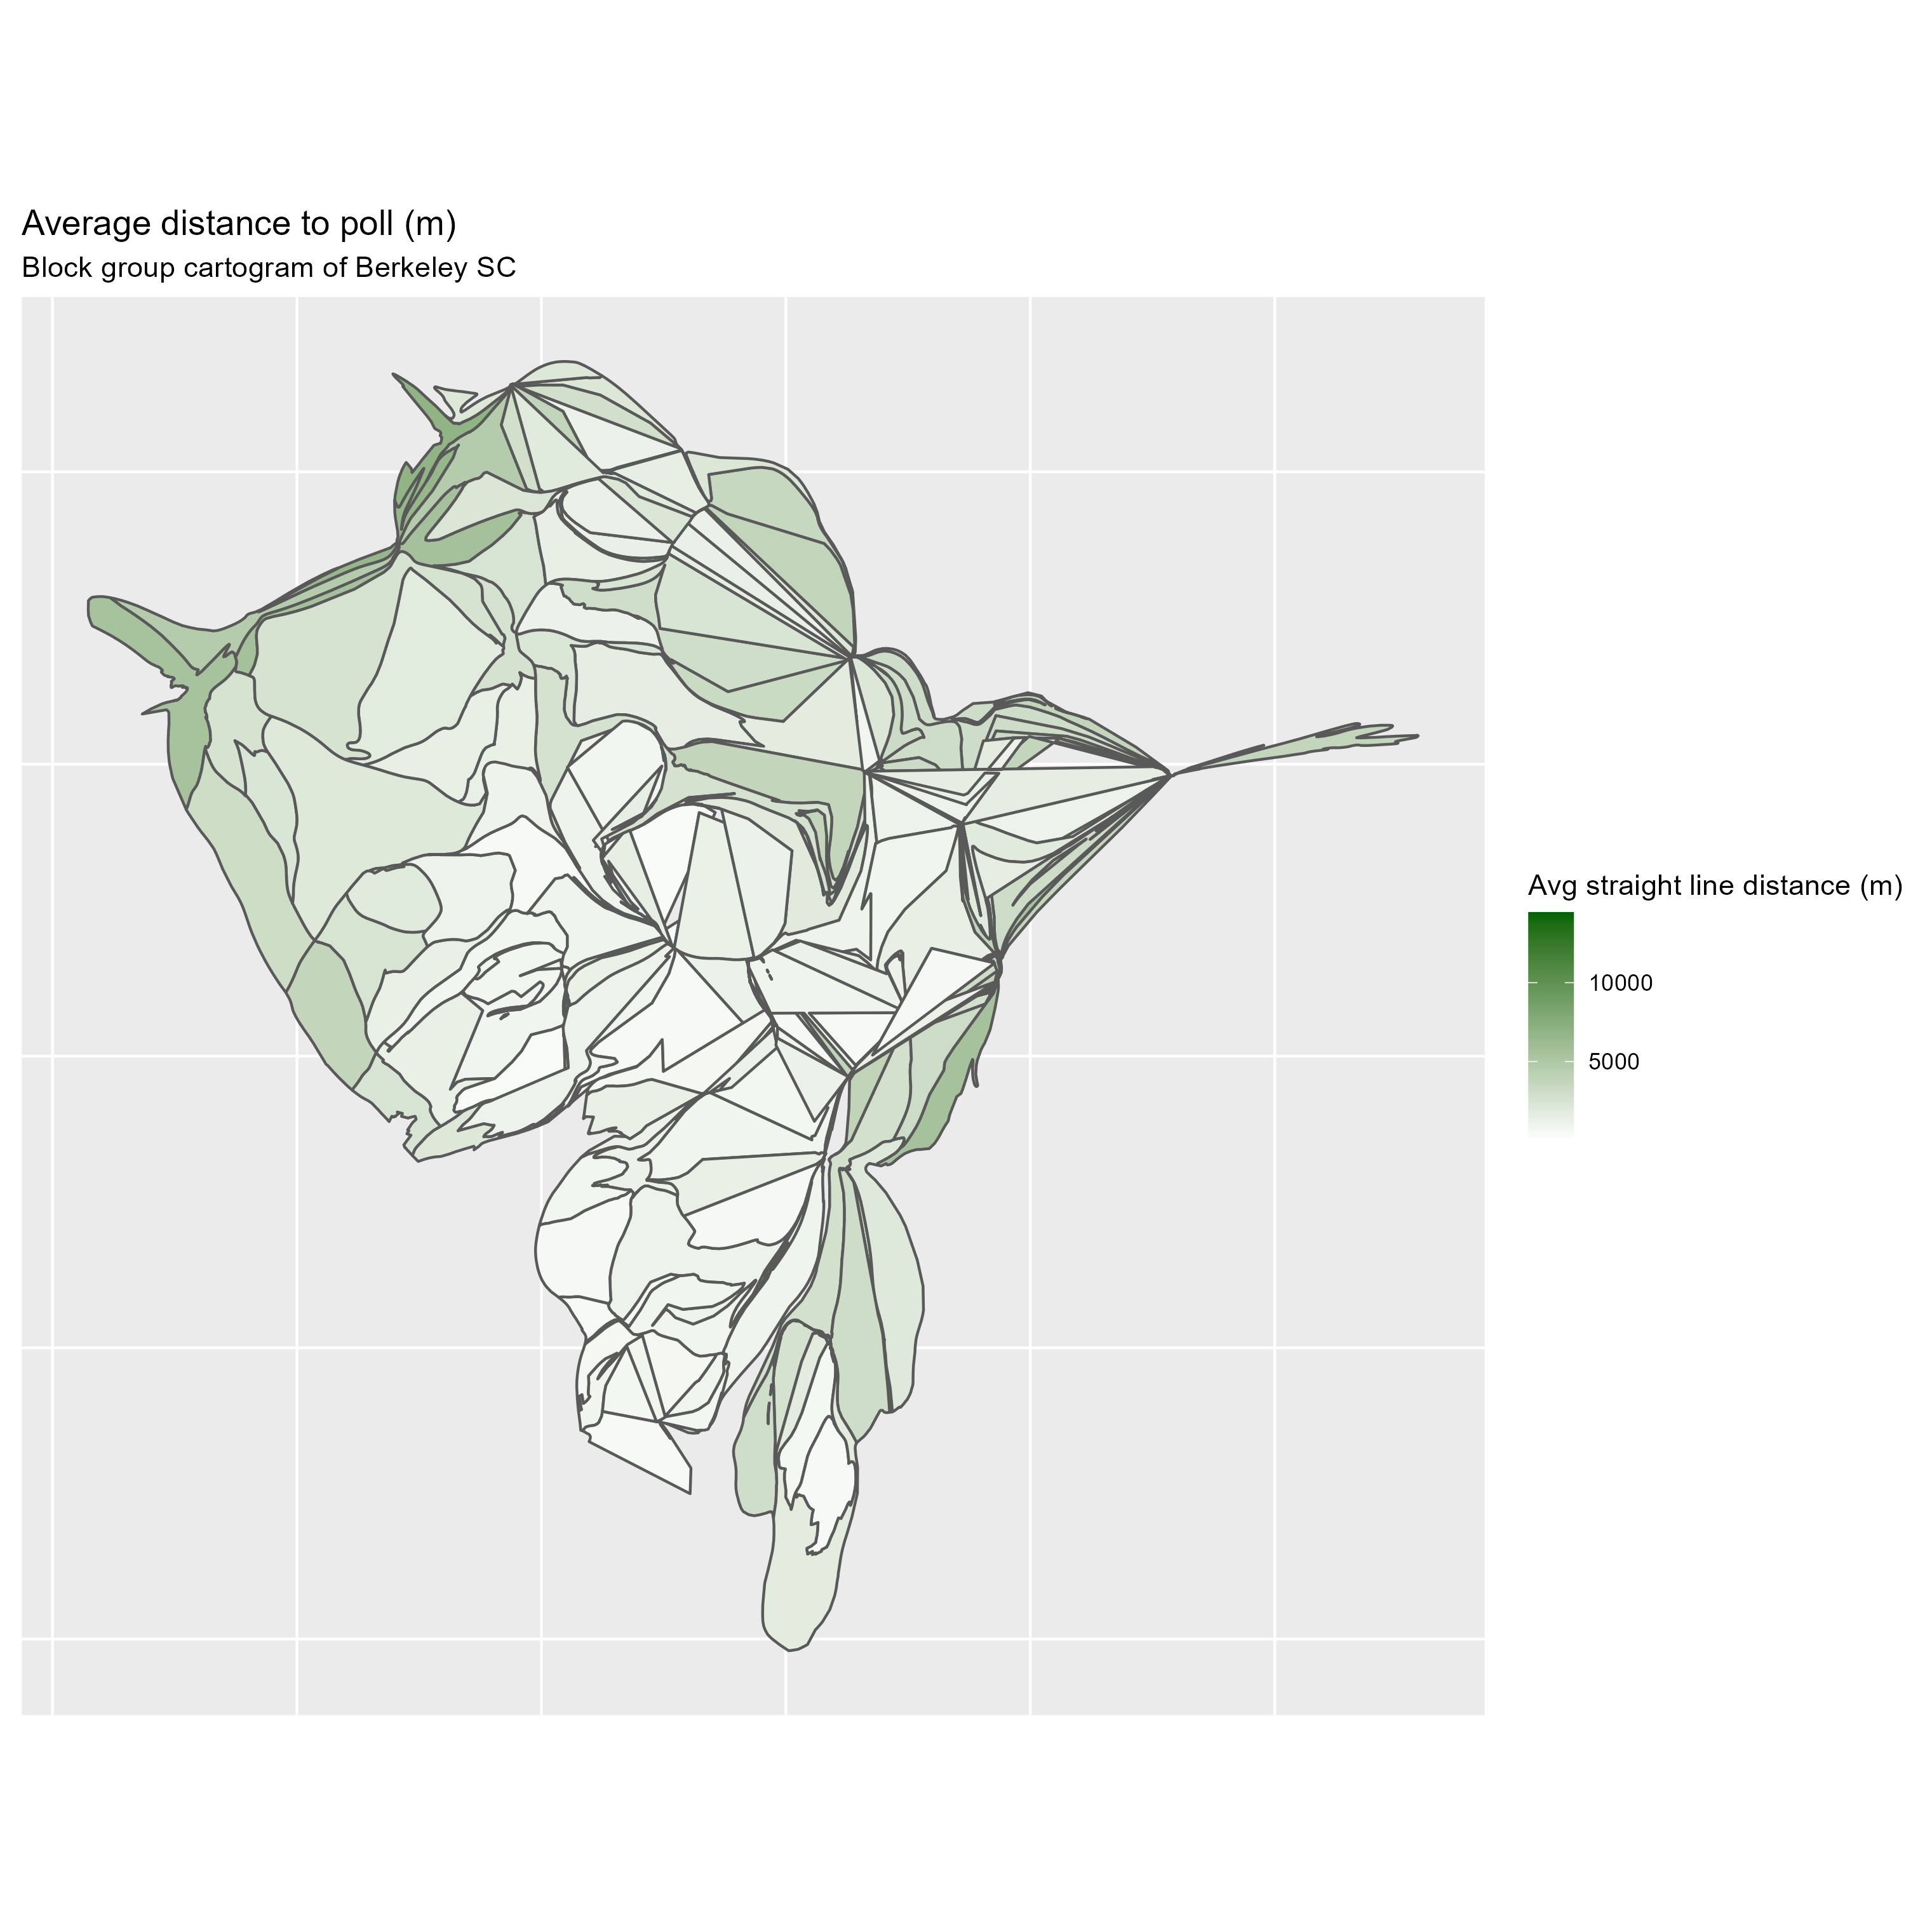 Average distance to poll (m)
Block group cartogram of Berkeley SC
Avg straight line distance (m)
10000
5000